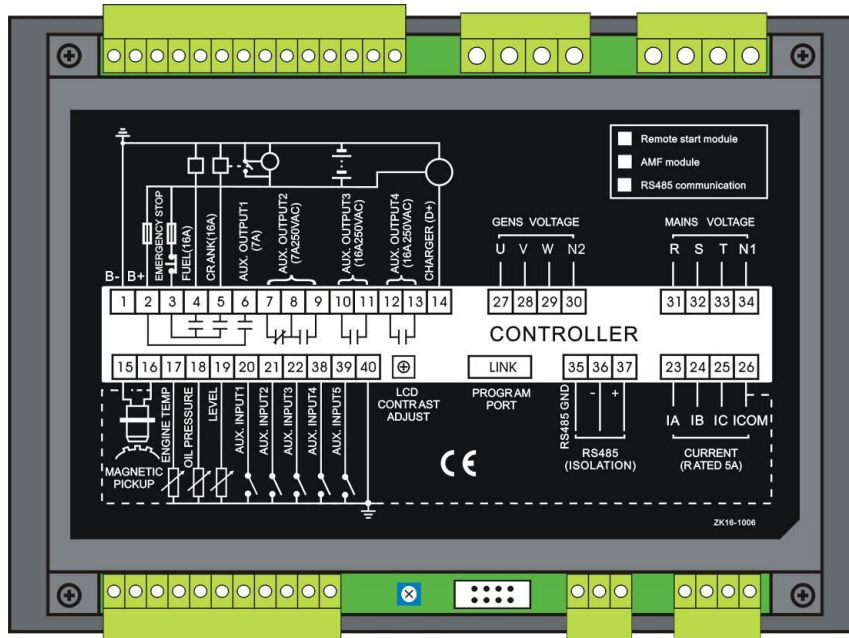 Remote start module
AMF module
RS485 communication
B-
B+
EMERGENCY STOP
FUEL(16A)
CRANK(16A)
AUX. OUTPUT1
(7A)
AUX. OUTPUT2
(7A250VAC)
AUX. OUTPUT3
(16A250VAC)
AUX. OUTPUT4
(16A 250VAC)
CHARGER (D+)
GENS VOLTAGE
U V W N2
MAINS VOLTAGE
R S T N1
1 2 3 4 5 6 7 8 9 10 11 12 13 14
27 28 29 30
31 32 33 34
CONTROLLER
15 16 17 18 19 20 21 22 38 39 40
LINK
35 36 37
23 24 25 26
MAGNETIC
PICKUP
ENGINE TEMP
OIL PRESSURE
LEVEL
AUX. INPUT1
AUX. INPUT2
AUX. INPUT3
AUX. INPUT4
AUX. INPUT5
LCD
CONTRAST
ADJUST
PROGRAM
PORT
RS485 GND
- +
RS485
(ISOLATION)
IA IB IC ICOM
CURRENT
(RATED 5A)
CE
ZK16-1006